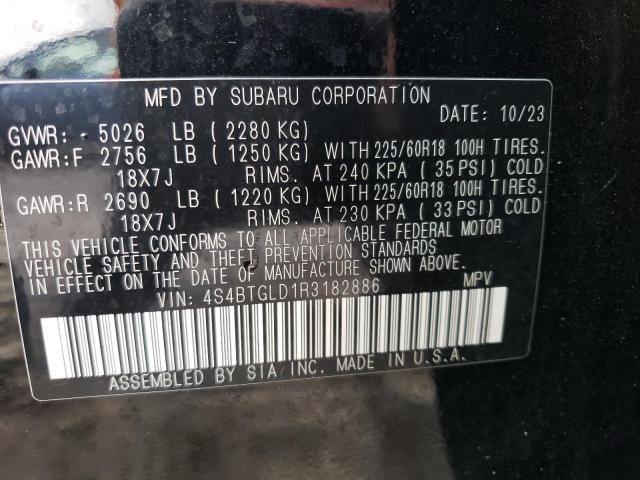 MFD BY SUBARU CORPORATION
DATE: 10/23
GVWR: - 5026 LB ( 2280 KG)
GAWR:F 2756 LB ( 1250 KG) WITH 225/60R18 100H TIRES.
18X7J RIMS. AT 240 KPA ( 35 PSI) COLD
GAWR:R 2690 LB ( 1220 KG) WITH 225/60R18 100H TIRES.
18X7J RIMS. AT 230 KPA ( 33 PSI) COLD
THIS VEHICLE CONFORMS TO ALL APPLICABLE FEDERAL MOTOR
VEHICLE SAFETY AND THEFT PREVENTION STANDARDS
IN EFFECT ON THE DATE OF MANUFACTURE SHOWN ABOVE.
VIN: 4S4BTGLD1R3182886 MPV
ASSEMBLED BY SIA, INC. MADE IN U.S.A.